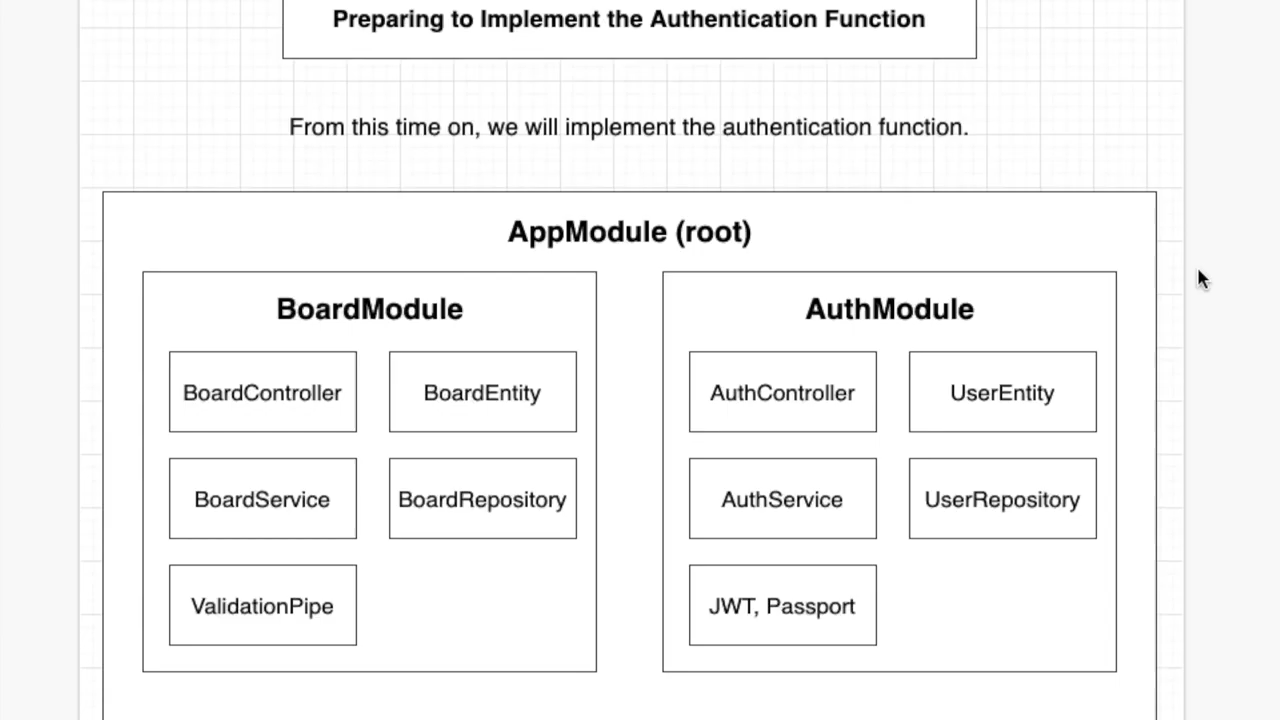 Preparing to Implement the Authentication Function
From this time on, we will implement the authentication function.
AppModule (root)
BoardModule
BoardController
BoardEntity
BoardService
BoardRepository
ValidationPipe
AuthModule
AuthController
UserEntity
AuthService
UserRepository
JWT, Passport